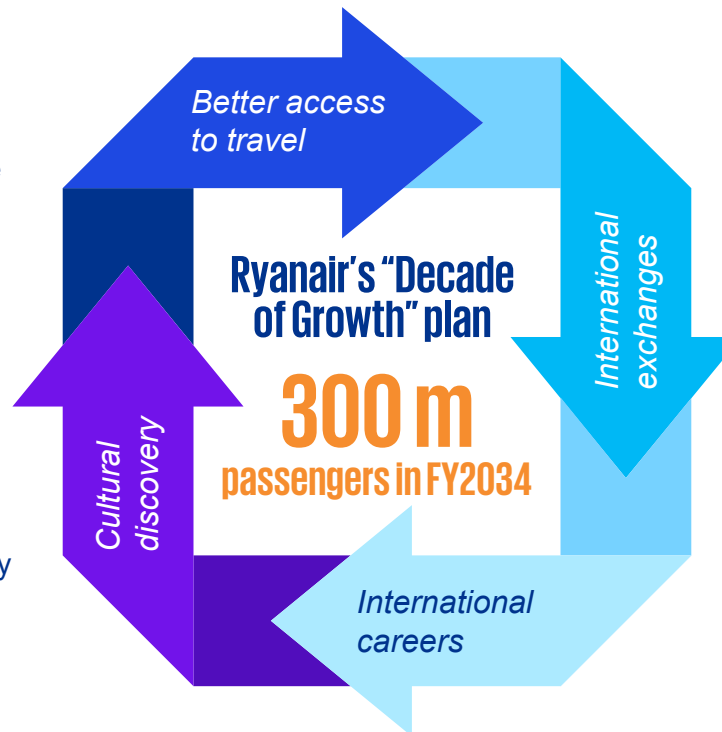 Better access
to travel
International
exchanges
Ryanair's “Decade
of Growth” plan
300 m
passengers in FY2034
Cultural
discovery
y
International
careers